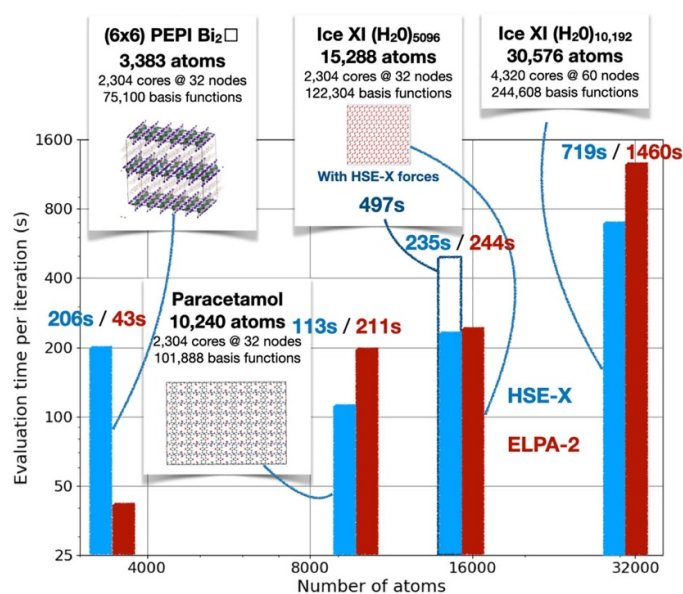 (6x6) PEPI Bi₂□
3,383 atoms
2,304 cores @ 32 nodes
75,100 basis functions
Ice XI (H₂0)₅₀₉₆
15,288 atoms
2,304 cores @ 32 nodes
122,304 basis functions
With HSE-X forces
497s
Ice XI (H₂0)₁₀,₁₉₂
30,576 atoms
4,320 cores @ 60 nodes
244,608 basis functions
Paracetamol
10,240 atoms
2,304 cores @ 32 nodes
101,888 basis functions
206s / 43s
113s / 211s
235s / 244s
719s / 1460s
HSE-X
ELPA-2
Evaluation time per iteration (s)
1600
800
400
200
100
50
25
4000
8000
16000
32000
Number of atoms